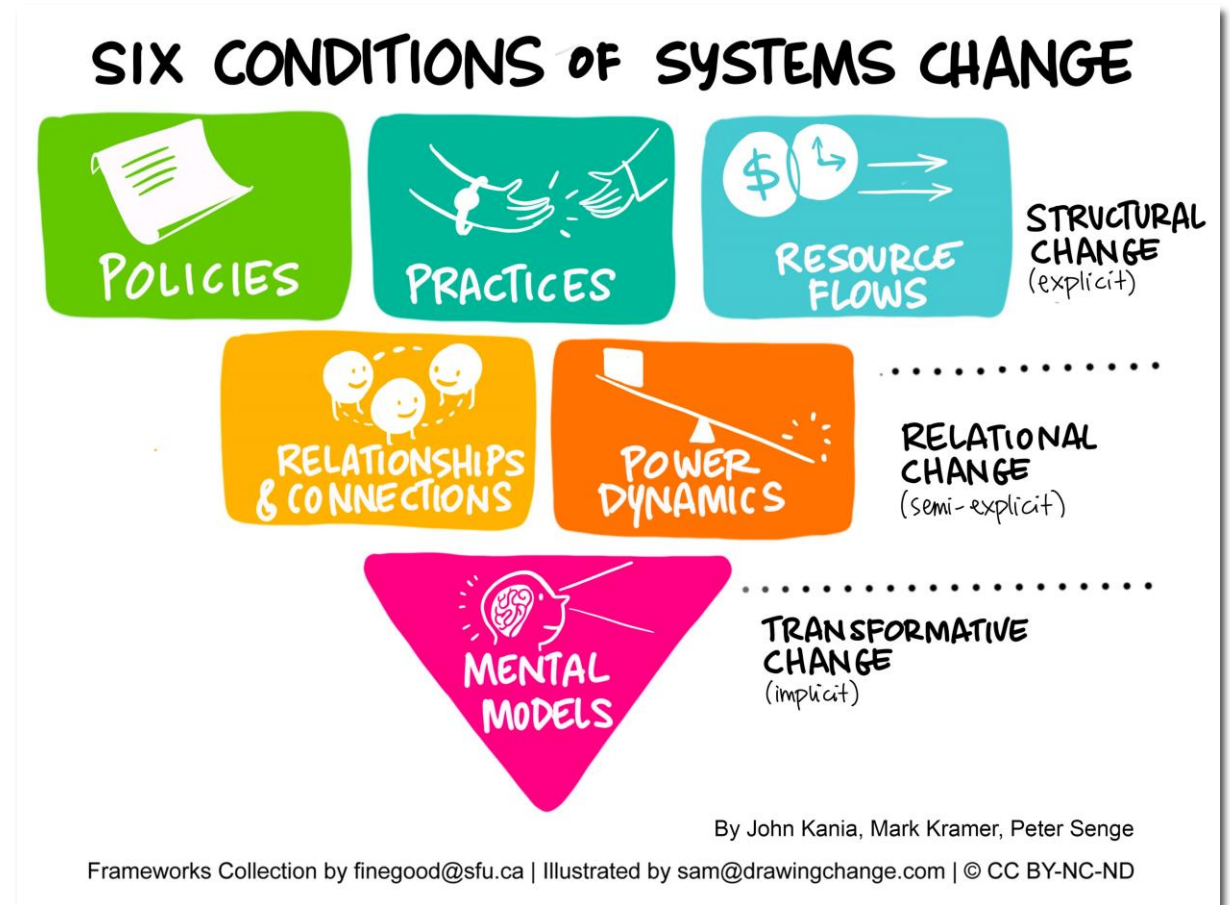 SIX CONDITIONS OF SYSTEMS CHANGE
POLICIES
PRACTICES
$
RESOURCE
FLOWS
STRUCTURAL
CHANGE
(explicit)
RELATIONSHIPS
& CONNECTIONS
POWER
DYNAMICS
RELATIONAL
CHANGE
(semi-explicit)
MENTAL
MODELS
TRANSFORMATIVE
CHANGE
(implicit)
By John Kania, Mark Kramer, Peter Senge
Frameworks Collection by finegood@sfu.ca | Illustrated by sam@drawingchange.com | © CC BY-NC-ND